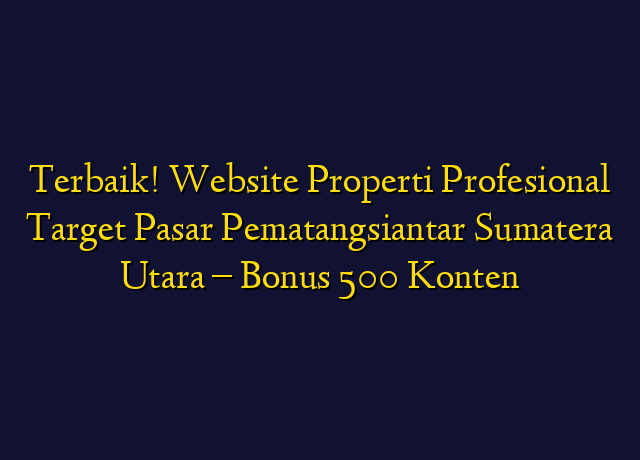 Terbaik! Website Properti Profesional
Target Pasar Pematangsiantar Sumatera
Utara – Bonus 500 Konten